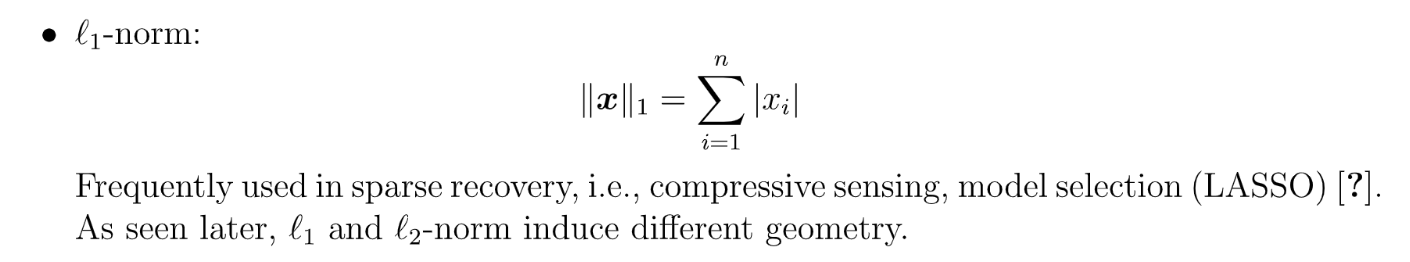 • ℓ₁-norm:
‖𝒙‖₁ = ∑_{i=1}^{n} |x_i|
Frequently used in sparse recovery, i.e., compressive sensing, model selection (LASSO) [?].
As seen later, ℓ₁ and ℓ₂-norm induce different geometry.